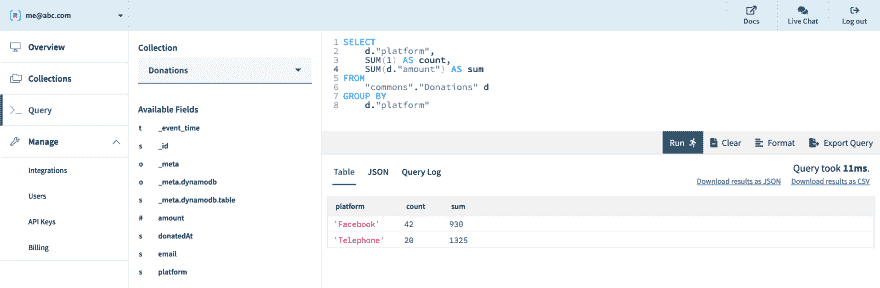 [R] me@abc.com
Docs
Live Chat
Log out
Overview
Collections
Query
Manage
Integrations
Users
API Keys
Billing
Collection
Donations
Available Fields
t _event_time
s _id
o _meta
o _meta.dynamodb
s _meta.dynamodb.table
# amount
s donatedAt
s email
s platform
1 SELECT
2 d."platform",
3 SUM(1) AS count,
4 SUM(d."amount") AS sum
5 FROM
6 "commons"."Donations" d
7 GROUP BY
8 d."platform"
Run
Clear
Format
Export Query
Table JSON Query Log
Query took 11ms.
Download results as JSON Download results as CSV
platform count sum
'Facebook' 42 930
'Telephone' 20 1325